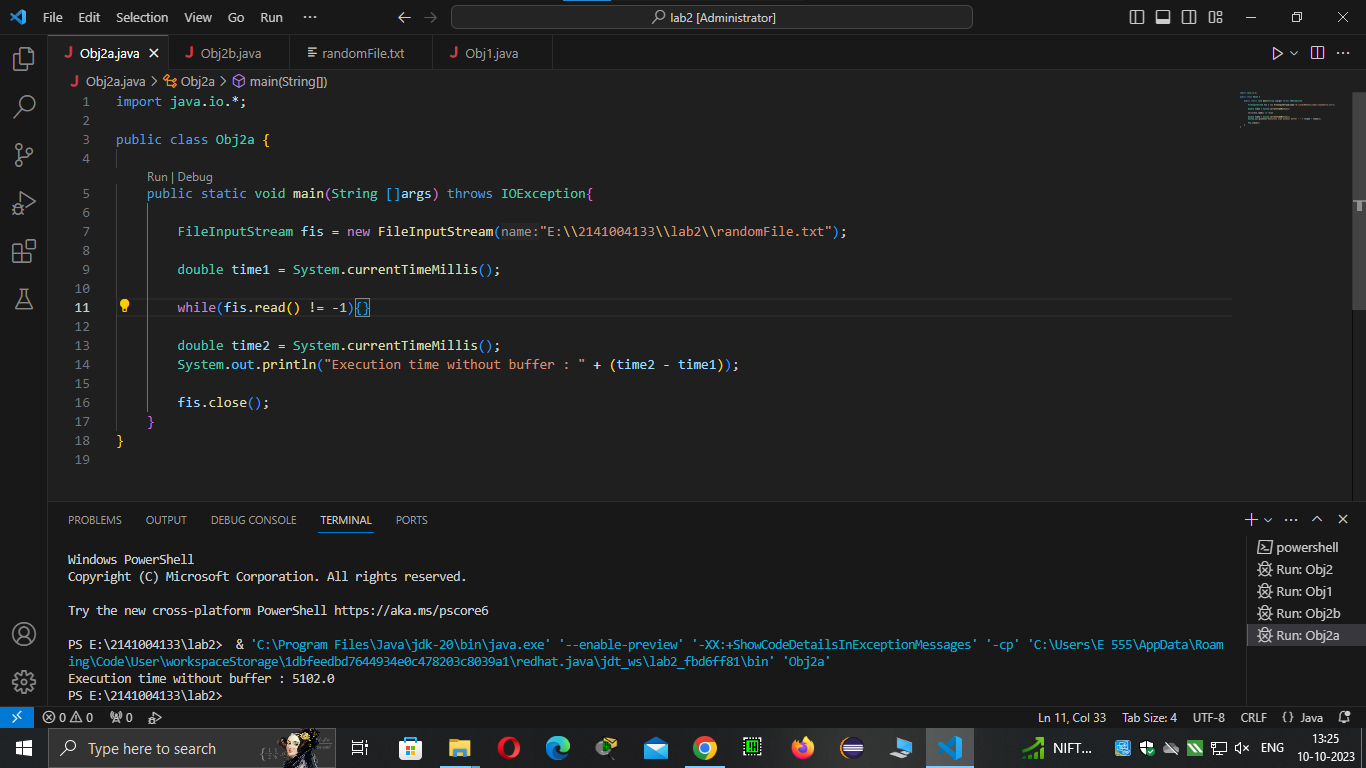 File Edit Selection View Go Run ··· lab2 [Administrator]
Obj2a.java Obj2b.java randomFile.txt Obj1.java
Obj2a.java > Obj2a > main(String[])
1 import java.io.*;
2
3 public class Obj2a {
4
Run | Debug
5 public static void main(String []args) throws IOException{
6
7 FileInputStream fis = new FileInputStream(name:"E:\\2141004133\\lab2\\randomFile.txt");
8
9 double time1 = System.currentTimeMillis();
10
11 while(fis.read() != -1){}
12
13 double time2 = System.currentTimeMillis();
14 System.out.println("Execution time without buffer : " + (time2 - time1));
15
16 fis.close();
17 }
18 }
19
PROBLEMS OUTPUT DEBUG CONSOLE TERMINAL PORTS
Windows PowerShell
Copyright (C) Microsoft Corporation. All rights reserved.
Try the new cross-platform PowerShell https://aka.ms/pscore6
PS E:\2141004133\lab2> & 'C:\Program Files\Java\jdk-20\bin\java.exe' '--enable-preview' '-XX:+ShowCodeDetailsInExceptionMessages' '-cp' 'C:\Users\E 555\AppData\Roam
ing\Code\User\workspaceStorage\1dbfeedbd7644934e0c478203c8039a1\redhat.java\jdt_ws\lab2_fbd6ff81\bin' 'Obj2a'
Execution time without buffer : 5102.0
PS E:\2141004133\lab2>
powershell
Run: Obj2
Run: Obj1
Run: Obj2b
Run: Obj2a
0 0 0 Ln 11, Col 33 Tab Size: 4 UTF-8 CRLF {} Java
Type here to search NIFT... ENG 13:25
10-10-2023